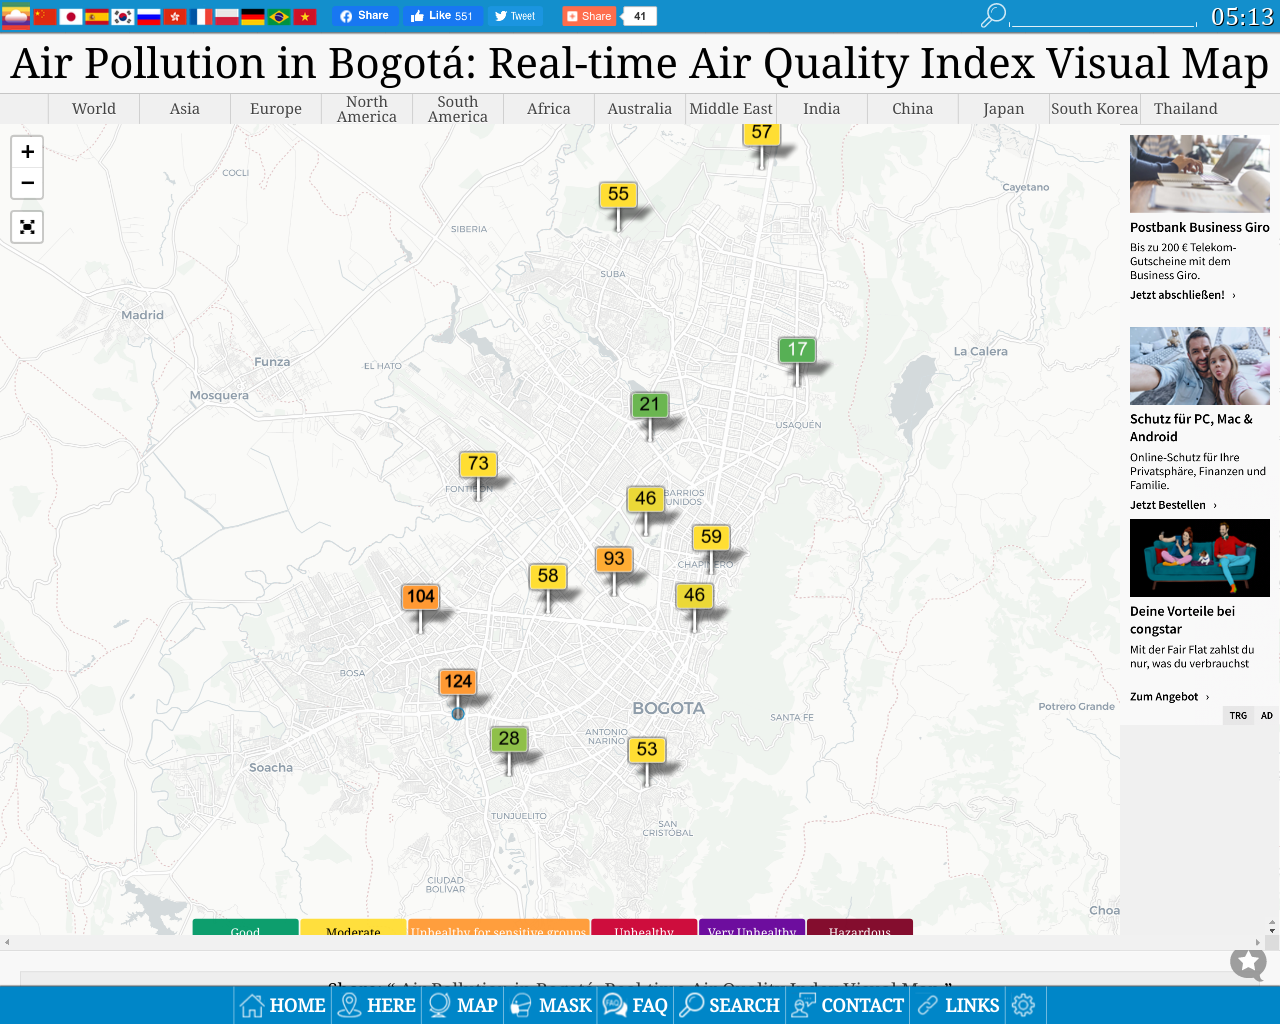 Share
Like 551
Tweet
Share
41
05:13
Air Pollution in Bogotá: Real-time Air Quality Index Visual Map
World
Asia
Europe
North
America
South
America
Africa
Australia
Middle East
India
China
Japan
South Korea
Thailand
+
−
57
55
COCLI
SIBERIA
SUBA
Cayetano
Madrid
Funza
EL HATO
Mosquera
17
La Calera
21
USAQUÉN
73
46
BARRIOS
UNIDOS
59
93
58
46
104
BOSA
124
BOGOTA
SANTA FE
Potrero Grande
28
ANTONIO
NARIÑO
53
Soacha
TUNJUELITO
SAN
CRISTÓBAL
CIUDAD
BOLÍVAR
Choa
Good
Moderate
Unhealthy for sensitive groups
Unhealthy
Very Unhealthy
Hazardous
Postbank Business Giro
Bis zu 200 € Telekom-
Gutscheine mit dem
Business Giro.
Jetzt abschließen! ›
Schutz für PC, Mac &
Android
Online-Schutz für Ihre
Privatsphäre, Finanzen und
Familie.
Jetzt Bestellen ›
Deine Vorteile bei
congstar
Mit der Fair Flat zahlst du
nur, was du verbrauchst
Zum Angebot ›
TRG
AD
HOME
HERE
MAP
MASK
FAQ
FAQ
SEARCH
CONTACT
LINKS